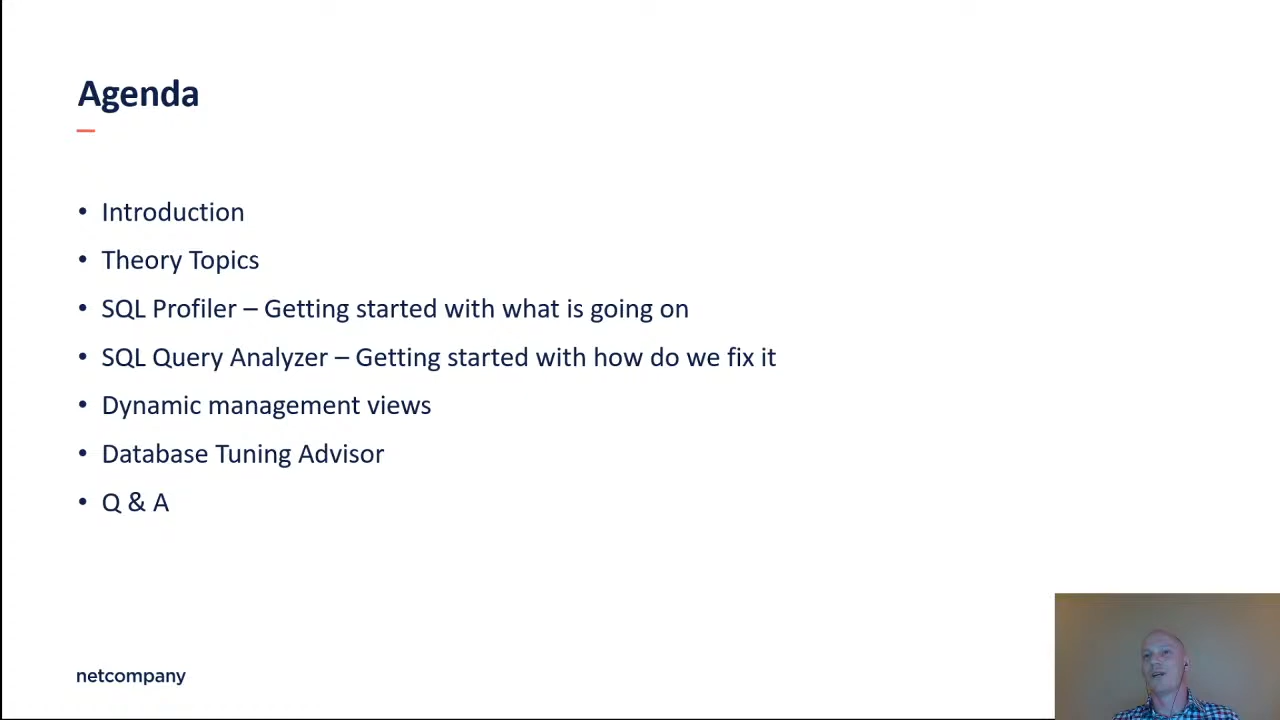 Agenda
• Introduction
• Theory Topics
• SQL Profiler – Getting started with what is going on
• SQL Query Analyzer – Getting started with how do we fix it
• Dynamic management views
• Database Tuning Advisor
• Q & A
netcompany